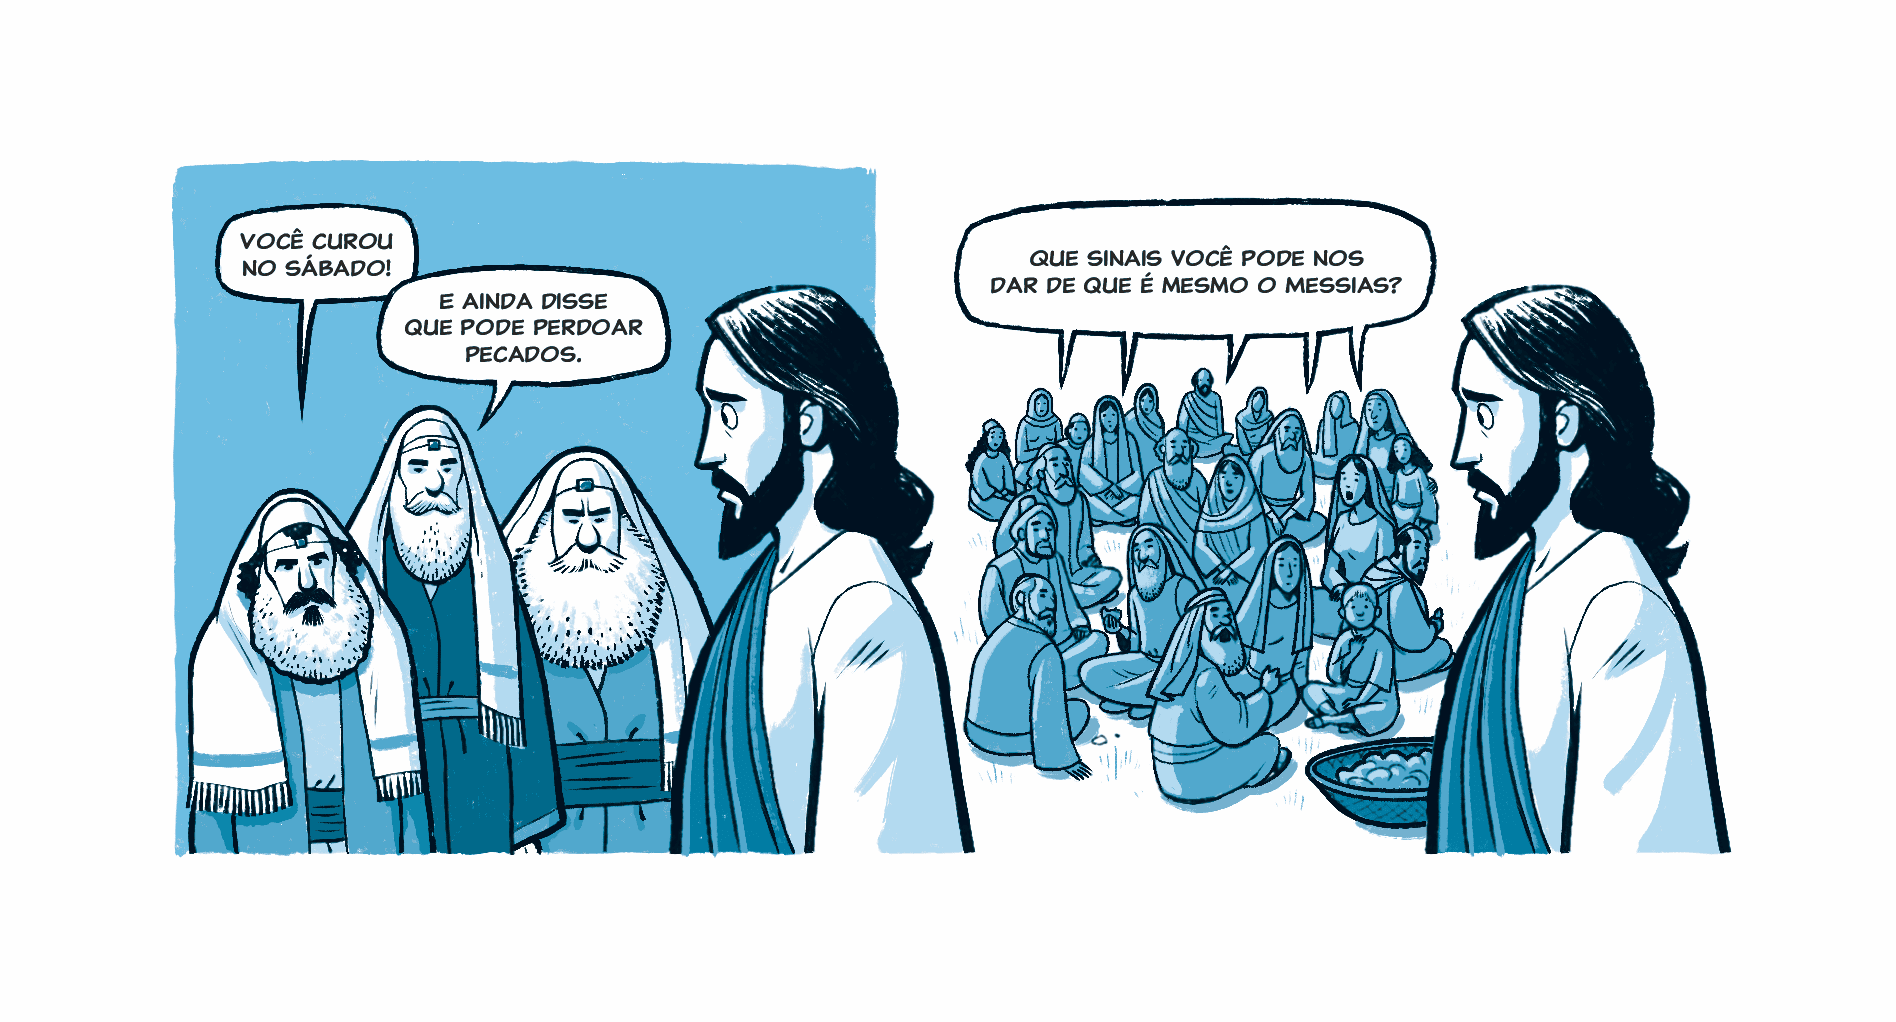 VOCÊ CUROU
NO SÁBADO!
E AINDA DISSE
QUE PODE PERDOAR
PECADOS.
QUE SINAIS VOCÊ PODE NOS
DAR DE QUE É MESMO O MESSIAS?